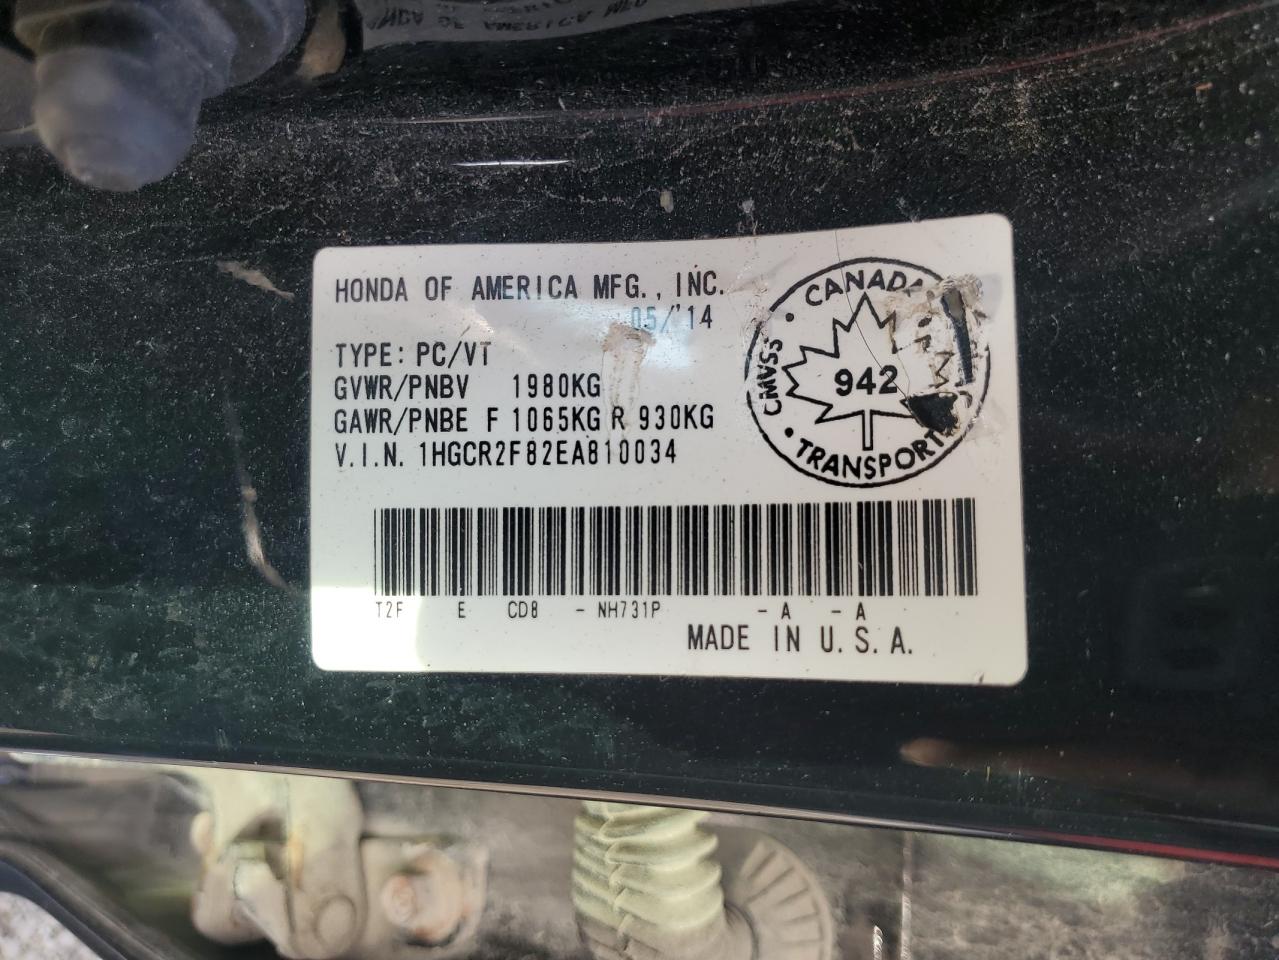 HONDA OF AMERICA MFG., INC.
05/'14
TYPE: PC/VT
GVWR/PNBV 1980KG
GAWR/PNBE F 1065KG R 930KG
V.I.N. 1HGCR2F82EA810034
CANADA
CMVSS
942
TRANSPORT
T2F E CD8 - NH731P - A - A
MADE IN U.S.A.